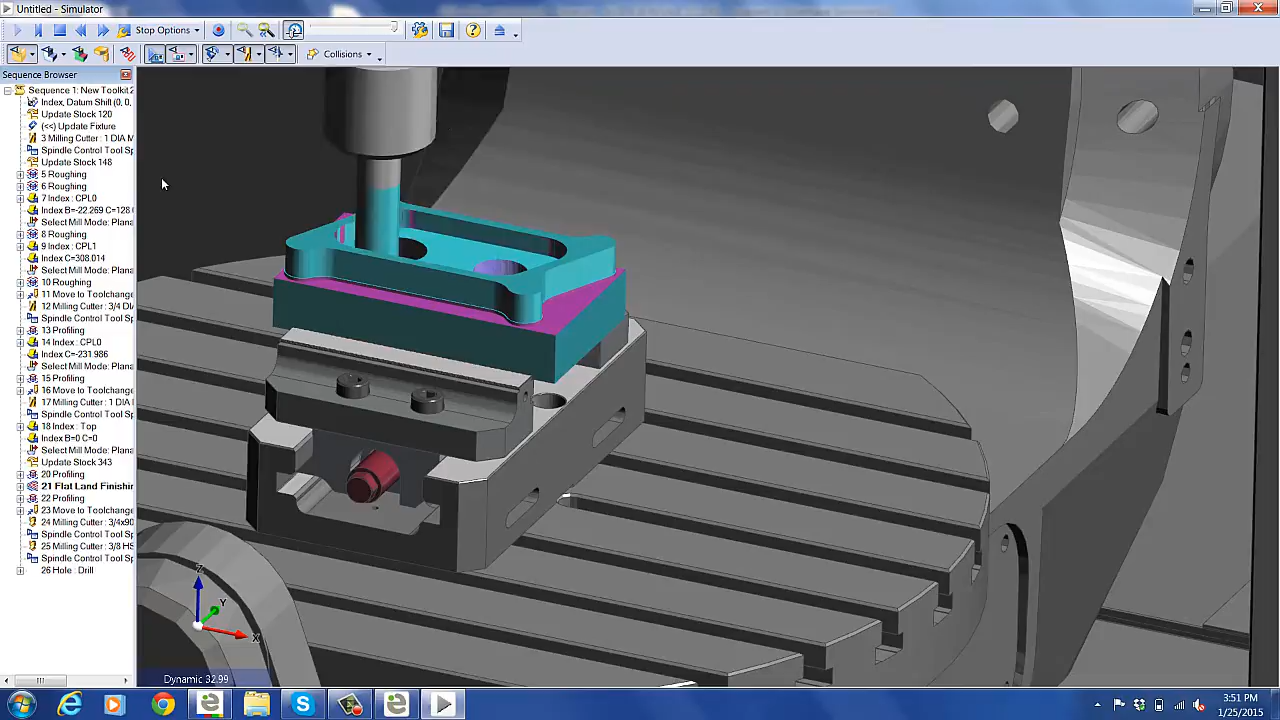 Untitled - Simulator
Stop Options
Collisions
Sequence Browser
Sequence 1: New Toolkit 2
Index, Datum Shift (0, 0,
Update Stock 120
(<<) Update Fixture
3 Milling Cutter : 1 DIA M
Spindle Control Tool Sp
Update Stock 148
5 Roughing
6 Roughing
7 Index : CPL0
Index B=-22.269 C=128
Select Mill Mode: Plana
8 Roughing
9 Index : CPL1
Index C=308.014
Select Mill Mode: Plana
10 Roughing
11 Move to Toolchange
12 Milling Cutter : 3/4 DIA
Spindle Control Tool Sp
13 Profiling
14 Index : CPL0
Index C=-231.986
Select Mill Mode: Plana
15 Profiling
16 Move to Toolchange
17 Milling Cutter : 1 DIA
Spindle Control Tool Sp
18 Index : Top
Index B=0 C=0
Select Mill Mode: Plana
Update Stock 343
20 Profiling
21 Flat Land Finishin
22 Profiling
23 Move to Toolchange
24 Milling Cutter : 3/4x90
Spindle Control Tool Sp
25 Milling Cutter : 3/8 HS
Spindle Control Tool Sp
26 Hole : Drill
Z
Y
X
Dynamic 32.99
3:51 PM
1/25/2015